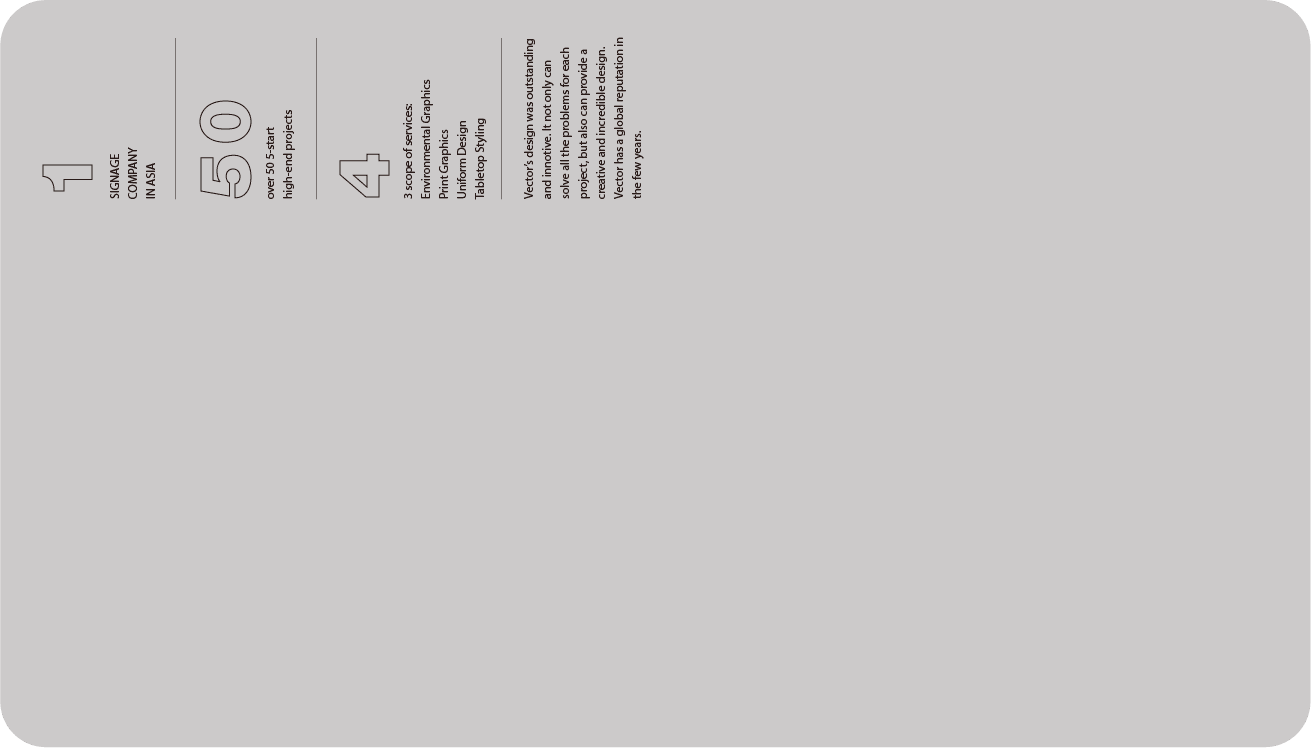 1
SIGNAGE
COMPANY
IN ASIA
50
over 50 5-start
high-end projects
4
3 scope of services:
Environmental Graphics
Print Graphics
Uniform Design
Tabletop Styling
Vector's design was outstanding
and innotive. It not only can
solve all the problems for each
project, but also can provide a
creative and incredible design.
Vector has a global reputation in
the few years.